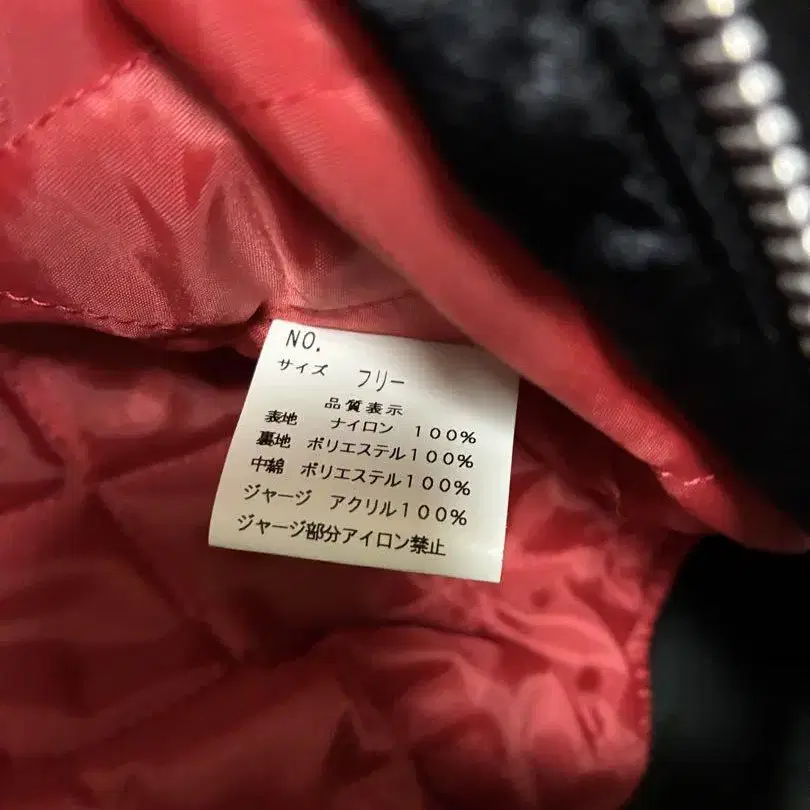 NO.
サイズ フリー
品質表示
表地 ナイロン 100%
裏地 ポリエステル100%
中綿 ポリエステル100%
ジャージ アクリル100%
ジャージ部分アイロン禁止